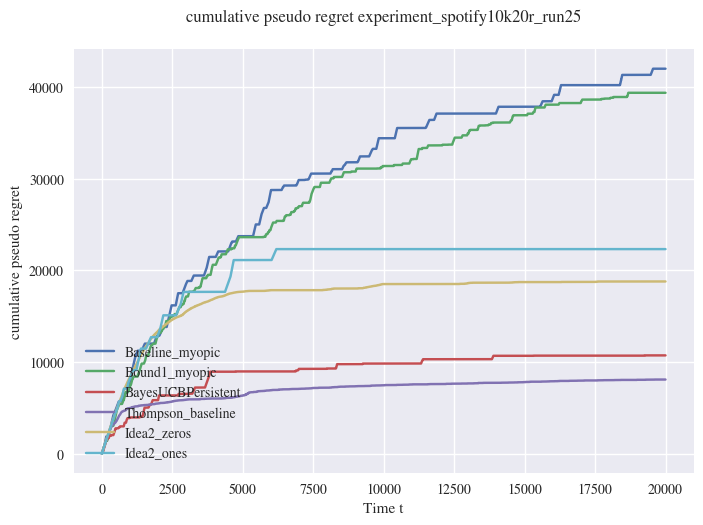 cumulative pseudo regret experiment_spotify10k20r_run25
cumulative pseudo regret
40000
30000
20000
10000
0
Baseline_myopic
Bound1_myopic
BayesUCBPersistent
Thompson_baseline
Idea2_zeros
Idea2_ones
0 2500 5000 7500 10000 12500 15000 17500 20000
Time t